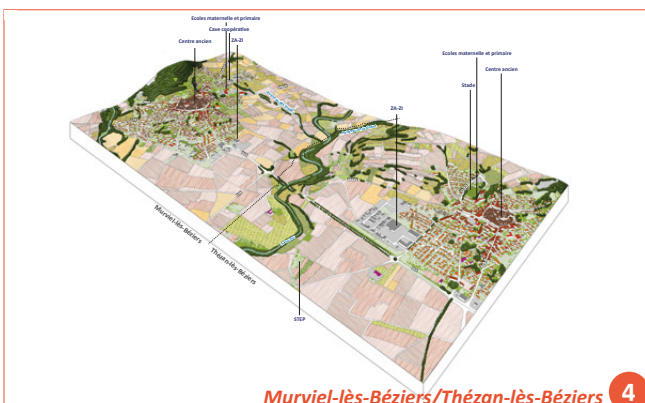 Ecoles maternelle et primaire
Cave coopérative
Centre ancien
ZA-ZI
Ecoles maternelle et primaire
Centre ancien
Stade
ZA-ZI
Murviel-lès-Béziers
Thézan-lès-Béziers
STEP
Murviel-lès-Béziers/Thézan-lès-Béziers 4